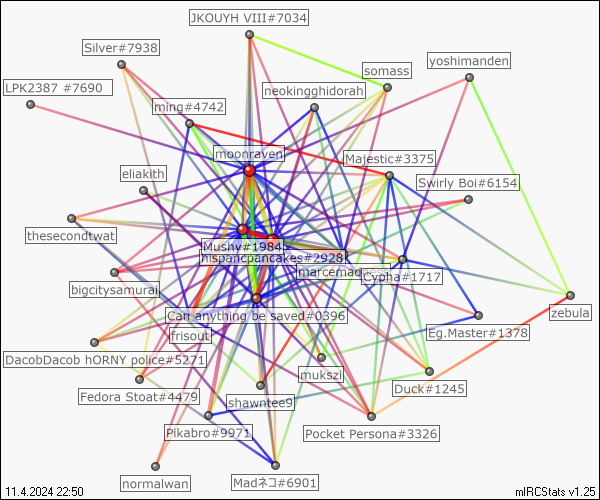 JKOUYH VIII#7034
Silver#7938
yoshimanden
somass
LPK2387 #7690
neokingghidorah
ming#4742
moonraven
Majestic#3375
eliakith
Swirly Boi#6154
thesecondtwat
Mushy#1984
hispancpancakes#2928
marcemad
Cypha#1717
bigcitysamurai
zebula
Can anything be saved#0396
Eg.Master#1378
frisout
DacobDacob hORNY police#5271
mukszi
Duck#1245
Fedora Stoat#4479
shawntee9
Pikabro#9971
Pocket Persona#3326
normalwan
Madネコ#6901
11.4.2024 22:50
mIRCStats v1.25